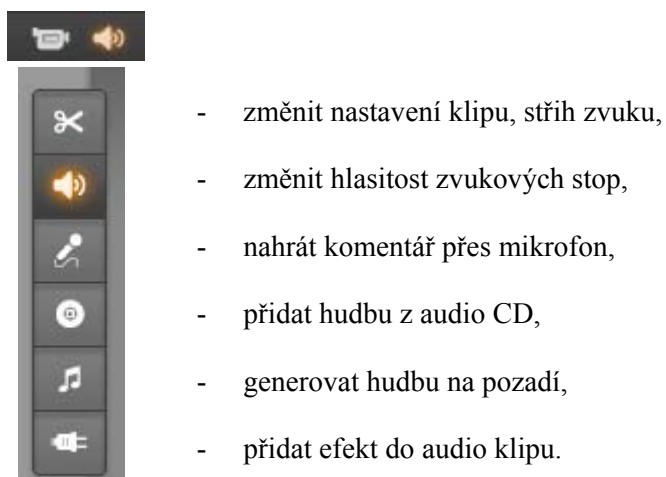 - změnit nastavení klipu, střih zvuku,
- změnit hlasitost zvukových stop,
- nahrát komentář přes mikrofon,
- přidat hudbu z audio CD,
- generovat hudbu na pozadí,
- přidat efekt do audio klipu.